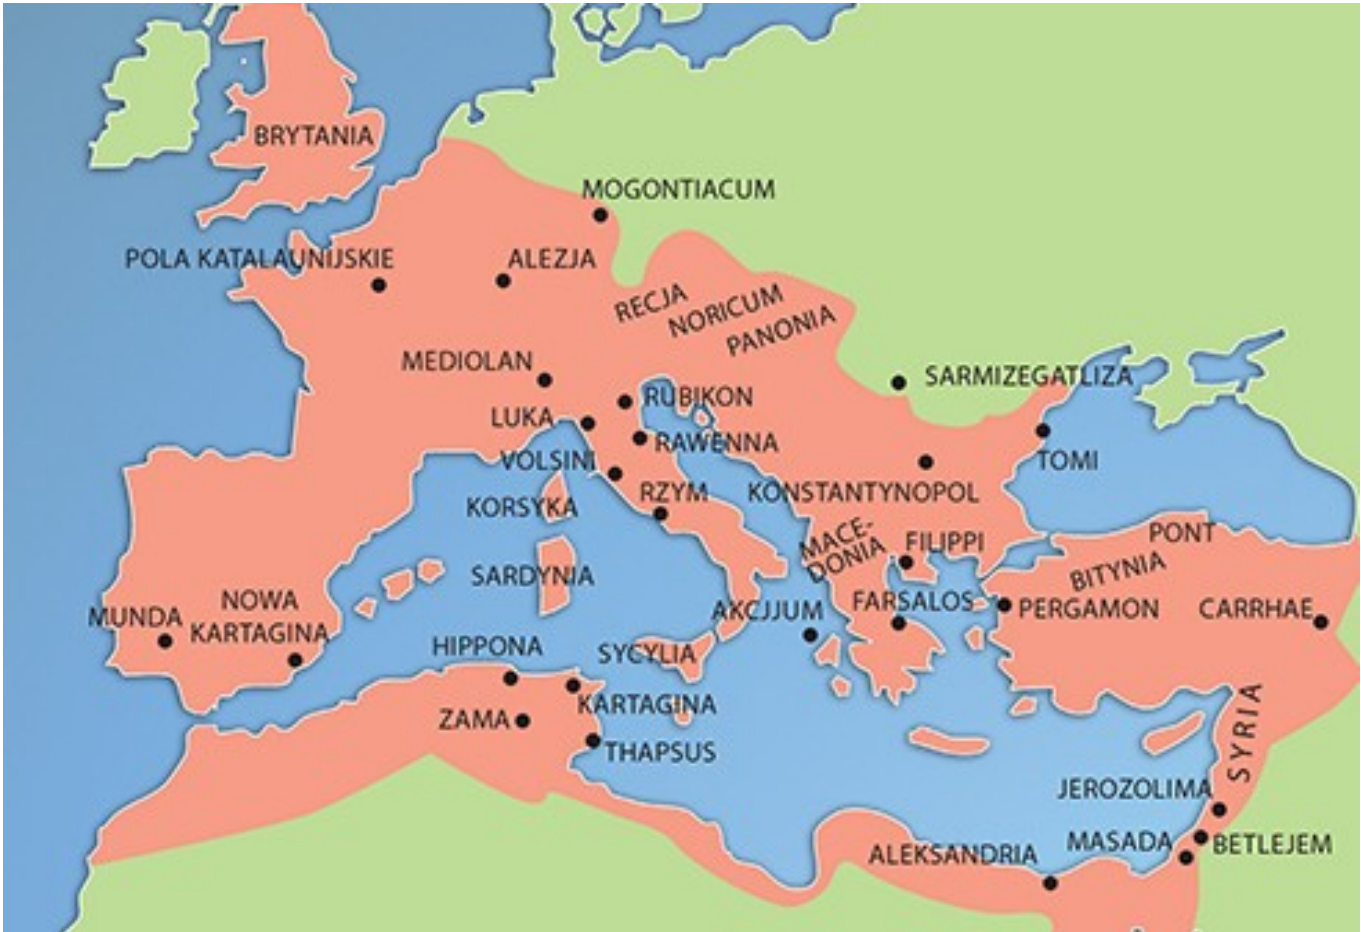 BRYTANIA
MOGONTIACUM
POLA KATALAUNIJSKIE
ALEZJA
RECJA
NORICUM
PANONIA
MEDIOLAN
SARMIZEGATLIZA
RUBIKON
LUKA
RAWENNA
VOLSINI
TOMI
KORSYKA
RZYM
KONSTANTYNOPOL
MACE-
DONIA
FILIPPI
PONT
BITYNIA
SARDYNIA
MUNDA
NOWA
KARTAGINA
AKCJJUM
FARSALOS
PERGAMON
CARRHAE
HIPPONA
SYCYLIA
KARTAGINA
ZAMA
THAPSUS
SYRIA
JEROZOLIMA
MASADA
BETLEJEM
ALEKSANDRIA